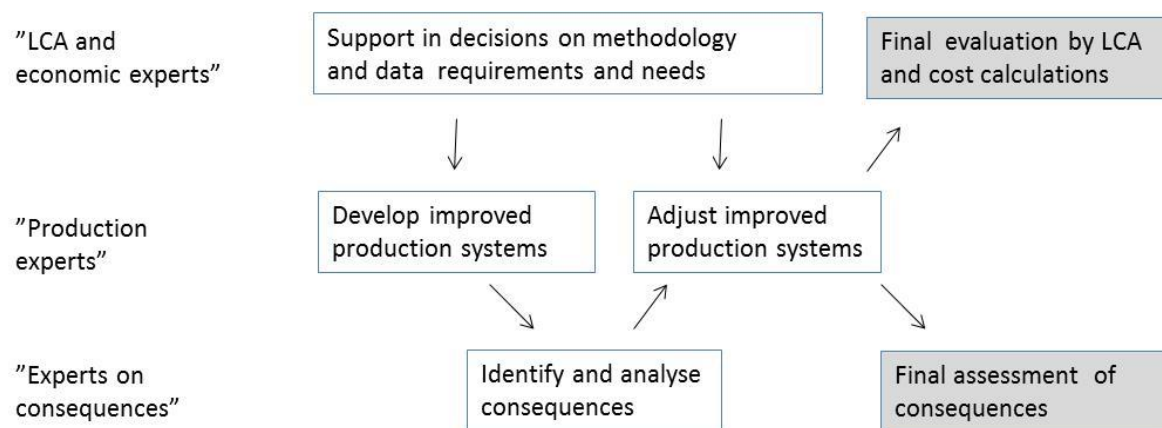 ”LCA and
economic experts”
Support in decisions on methodology
and data requirements and needs
Final evaluation by LCA
and cost calculations
”Production
experts”
Develop improved
production systems
Adjust improved
production systems
”Experts on
consequences”
Identify and analyse
consequences
Final assessment of
consequences